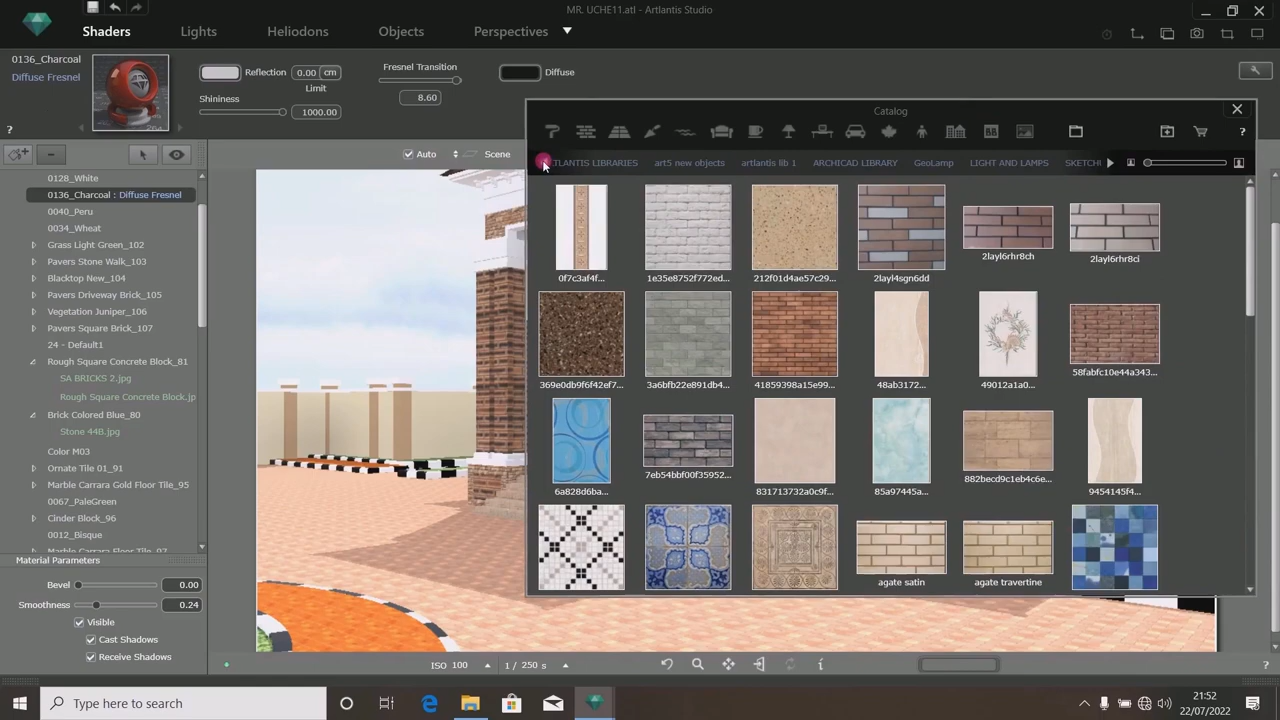 MR. UCHE11.atl - Artlantis Studio
Shaders Lights Heliodons Objects Perspectives
0136_Charcoal
Diffuse Fresnel
264
Reflection 0.00 cm
Limit
Shininess
1000.00
Fresnel Transition
8.60
Diffuse
?
Catalog
?
Auto Scene
ARTLANTIS LIBRARIES art5 new objects artlantis lib 1 ARCHICAD LIBRARY GeoLamp LIGHT AND LAMPS SKETCH
0128_White
0136_Charcoal : Diffuse Fresnel
0040_Peru
0034_Wheat
Grass Light Green_102
Pavers Stone Walk_103
Blacktop New_104
Pavers Driveway Brick_105
Vegetation Juniper_106
Pavers Square Brick_107
24 - Default1
Rough Square Concrete Block_81
SA BRICKS 2.jpg
Rough Square Concrete Block.jp
Brick Colored Blue_80
Stone 44B.jpg
Color M03
Ornate Tile 01_91
Marble Carrara Gold Floor Tile_95
0067_PaleGreen
Cinder Block_96
0012_Bisque
Marble Carrara Floor Tile_97
0f7c3af4f... 1e35e8752f772ed... 212f01d4ae57c29... 2layl4sgn6dd 2layl6rhr8ch 2layl6rhr8ci
369e0db9f6f42ef7... 3a6bfb22e891db4... 41859398a15e99... 48ab3172... 49012a1a0... 58fabfc10e44a343...
6a828d6ba... 7eb54bbf00f35952... 831713732a0c9f... 85a97445a... 882becd9c1eb4c6e... 9454145f4...
agate satin agate travertine
Material Parameters
Bevel 0.00
Smoothness 0.24
Visible
Cast Shadows
Receive Shadows
ISO 100 1 / 250 s
?
Type here to search
21:52
22/07/2022